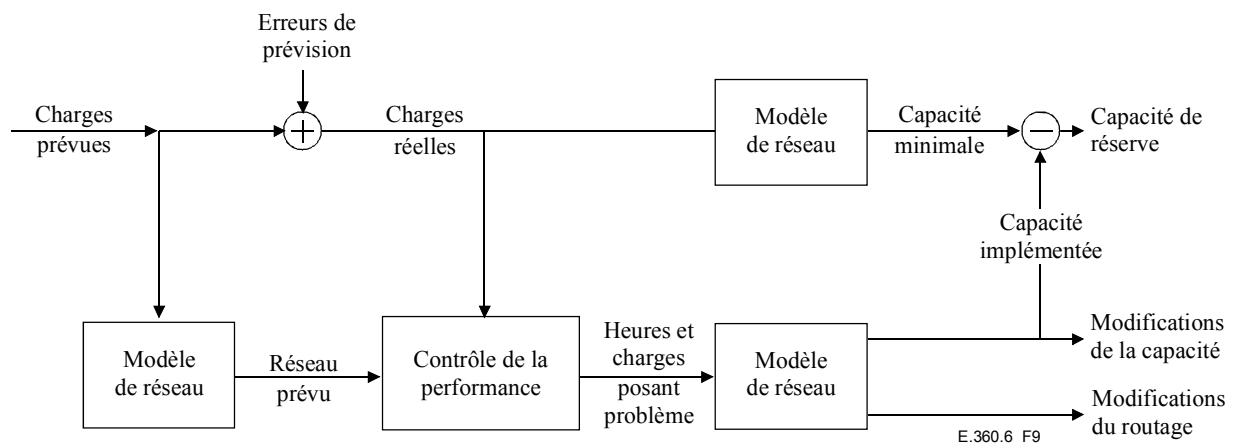 Erreurs de
prévision
Charges
prévues
Charges
réelles
Modèle
de réseau
Capacité
minimale
Capacité de
réserve
Capacité
implémentée
Modèle
de réseau
Réseau
prévu
Contrôle de la
performance
Heures et
charges
posant
problème
Modèle
de réseau
Modifications
de la capacité
Modifications
du routage
E.360.6_F9